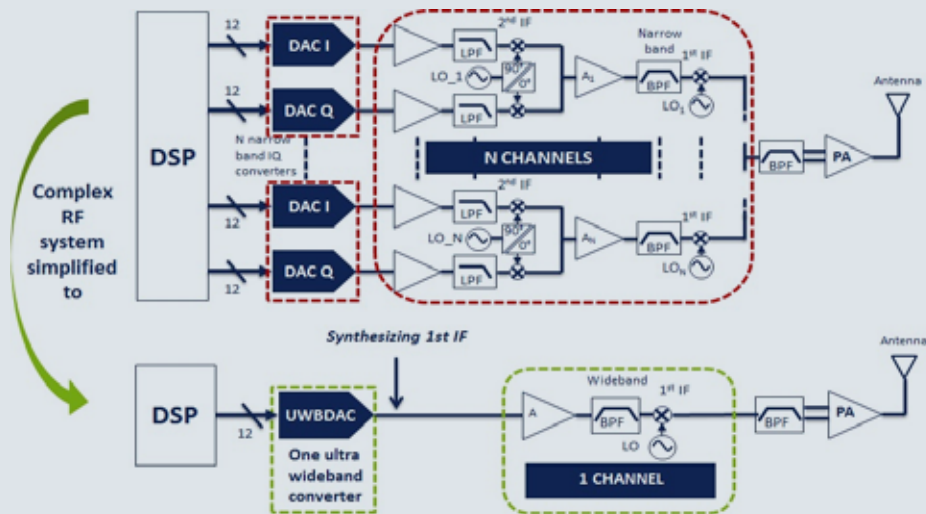 12
DAC I
2nd IF
LPF
LO_1
90°
0°
A1
Narrow
band
BPF
1st IF
LO1
Antenna
12
DAC Q
LPF
N narrow
band IQ
converters
DSP
N CHANNELS
BPF
PA
Complex
RF
system
simplified
to
12
DAC I
2nd IF
LPF
LO_N
90°
0°
AN
BPF
1st IF
LON
12
DAC Q
LPF
Synthesizing 1st IF
DSP
12
UWBDAC
One ultra
wideband
converter
A
Wideband
BPF
1st IF
LO
1 CHANNEL
BPF
PA
Antenna